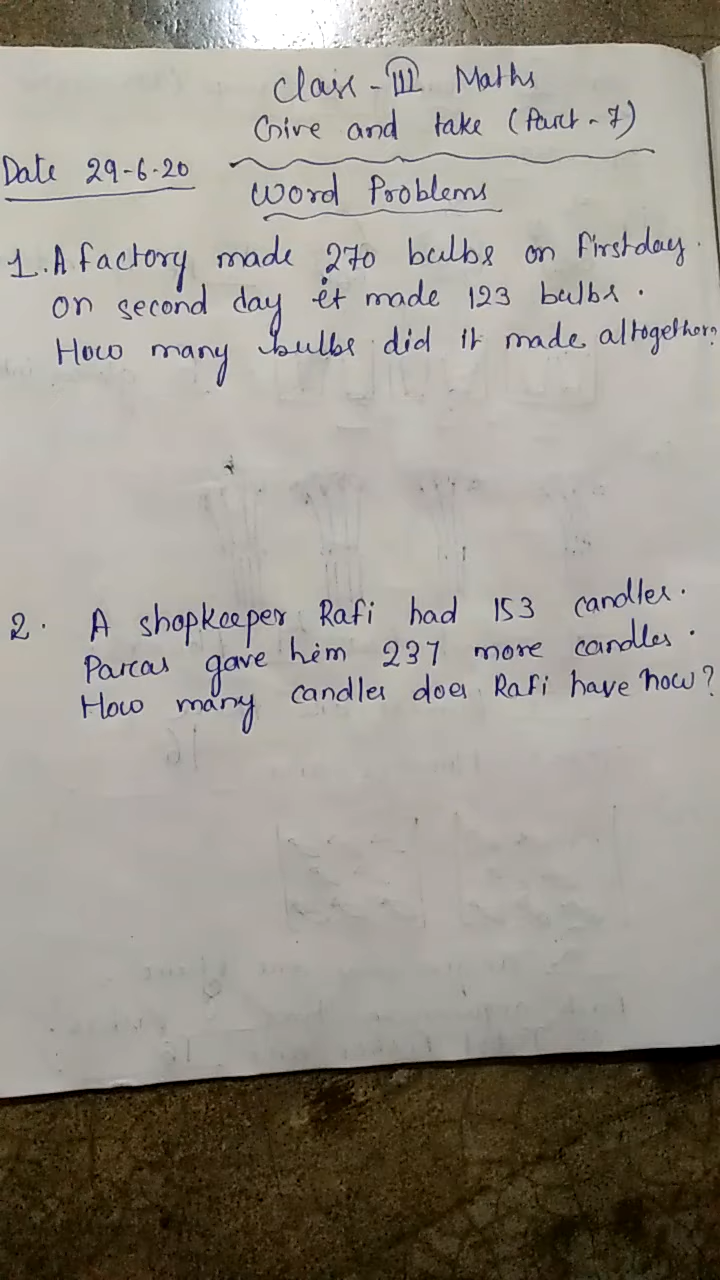 Class - III Maths
Give and take (Part - 7)
Date 29-6-20
Word Problems
1. A factory made 270 bulbs on first day.
on second day it made 123 bulbs.
How many bulbs did it made altogether?
2. A shopkeeper Rafi had 153 candles.
Paras gave him 237 more candles.
How many candles does Rafi have now?